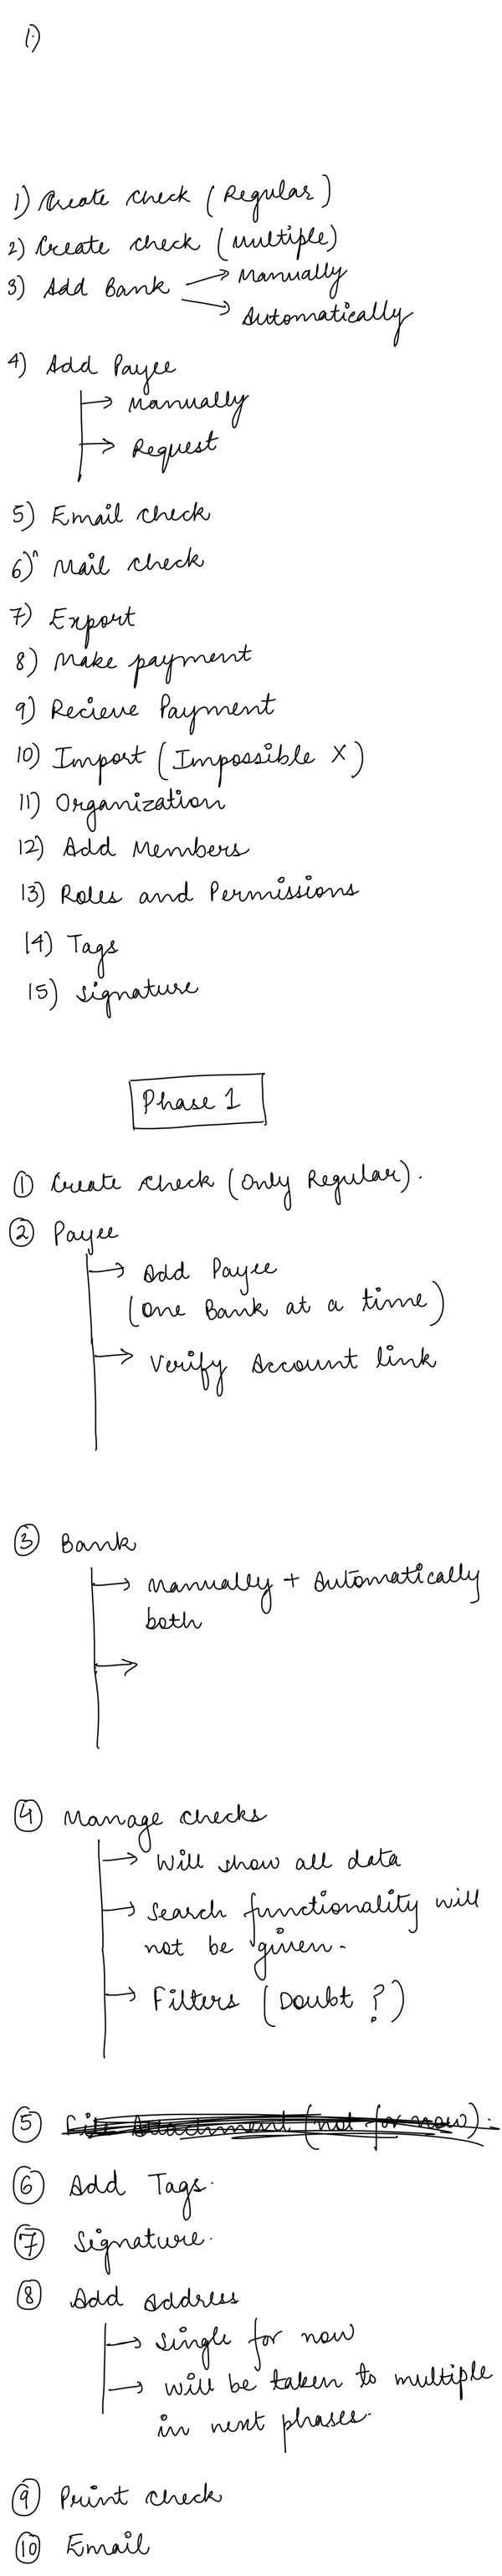 1)
1) Create check (Regular)
2) Create check (Multiple)
3) Add Bank → Manually
→ Automatically
4) Add Payee
→ Manually
→ Request
5) Email check
6) Mail check
7) Export
8) Make payment
9) Recieve Payment
10) Import (Impossible X)
11) Organization
12) Add Members
13) Roles and Permissions
14) Tags
15) Signature
Phase 1
① Create check (Only Regular).
② Payee
→ Add Payee
(One Bank at a time)
→ Verify Account link
③ Bank
→ Manually + Automatically
both
→
④ Manage checks
→ Will show all data
→ Search functionality will
not be given.
→ Filters (Doubt ?)
⑤ File Attachment (not for now).
⑥ Add Tags.
⑦ Signature.
⑧ Add Address
→ Single for now
→ will be taken to multiple
in next phases.
⑨ Print check
⑩ Email